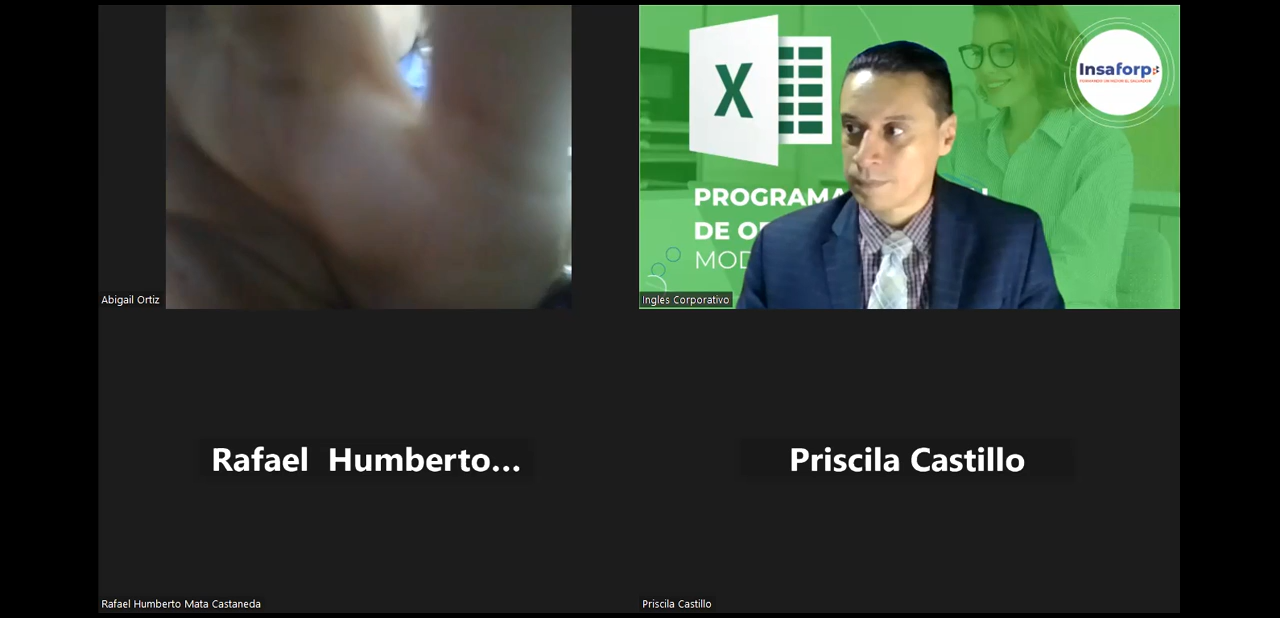 X
Insaforp
PROGRAMA
DE
MOD
Abigail Ortiz
Inglés Corporativo
Rafael Humberto...
Priscila Castillo
Rafael Humberto Mata Castaneda
Priscila Castillo